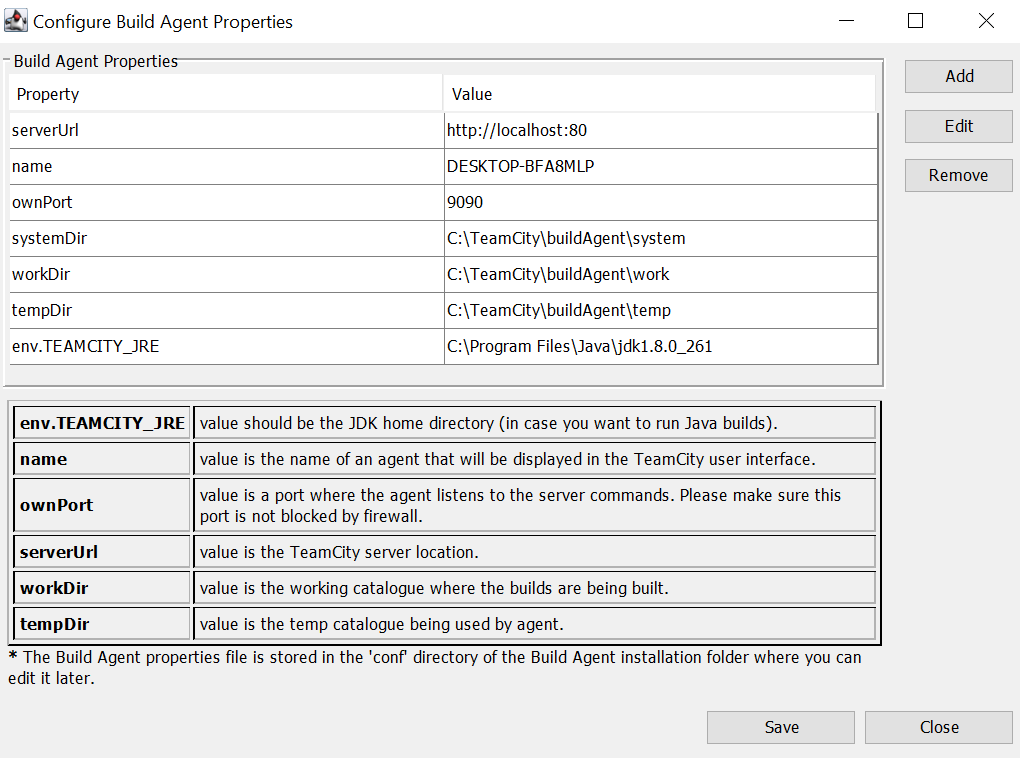 Configure Build Agent Properties
Build Agent Properties
Property Value
serverUrl http://localhost:80
name DESKTOP-BFA8MLP
ownPort 9090
systemDir C:\TeamCity\buildAgent\system
workDir C:\TeamCity\buildAgent\work
tempDir C:\TeamCity\buildAgent\temp
env.TEAMCITY_JRE C:\Program Files\Java\jdk1.8.0_261
Add
Edit
Remove
env.TEAMCITY_JRE value should be the JDK home directory (in case you want to run Java builds).
name value is the name of an agent that will be displayed in the TeamCity user interface.
ownPort value is a port where the agent listens to the server commands. Please make sure this
port is not blocked by firewall.
serverUrl value is the TeamCity server location.
workDir value is the working catalogue where the builds are being built.
tempDir value is the temp catalogue being used by agent.
* The Build Agent properties file is stored in the 'conf' directory of the Build Agent installation folder where you can
edit it later.
Save Close